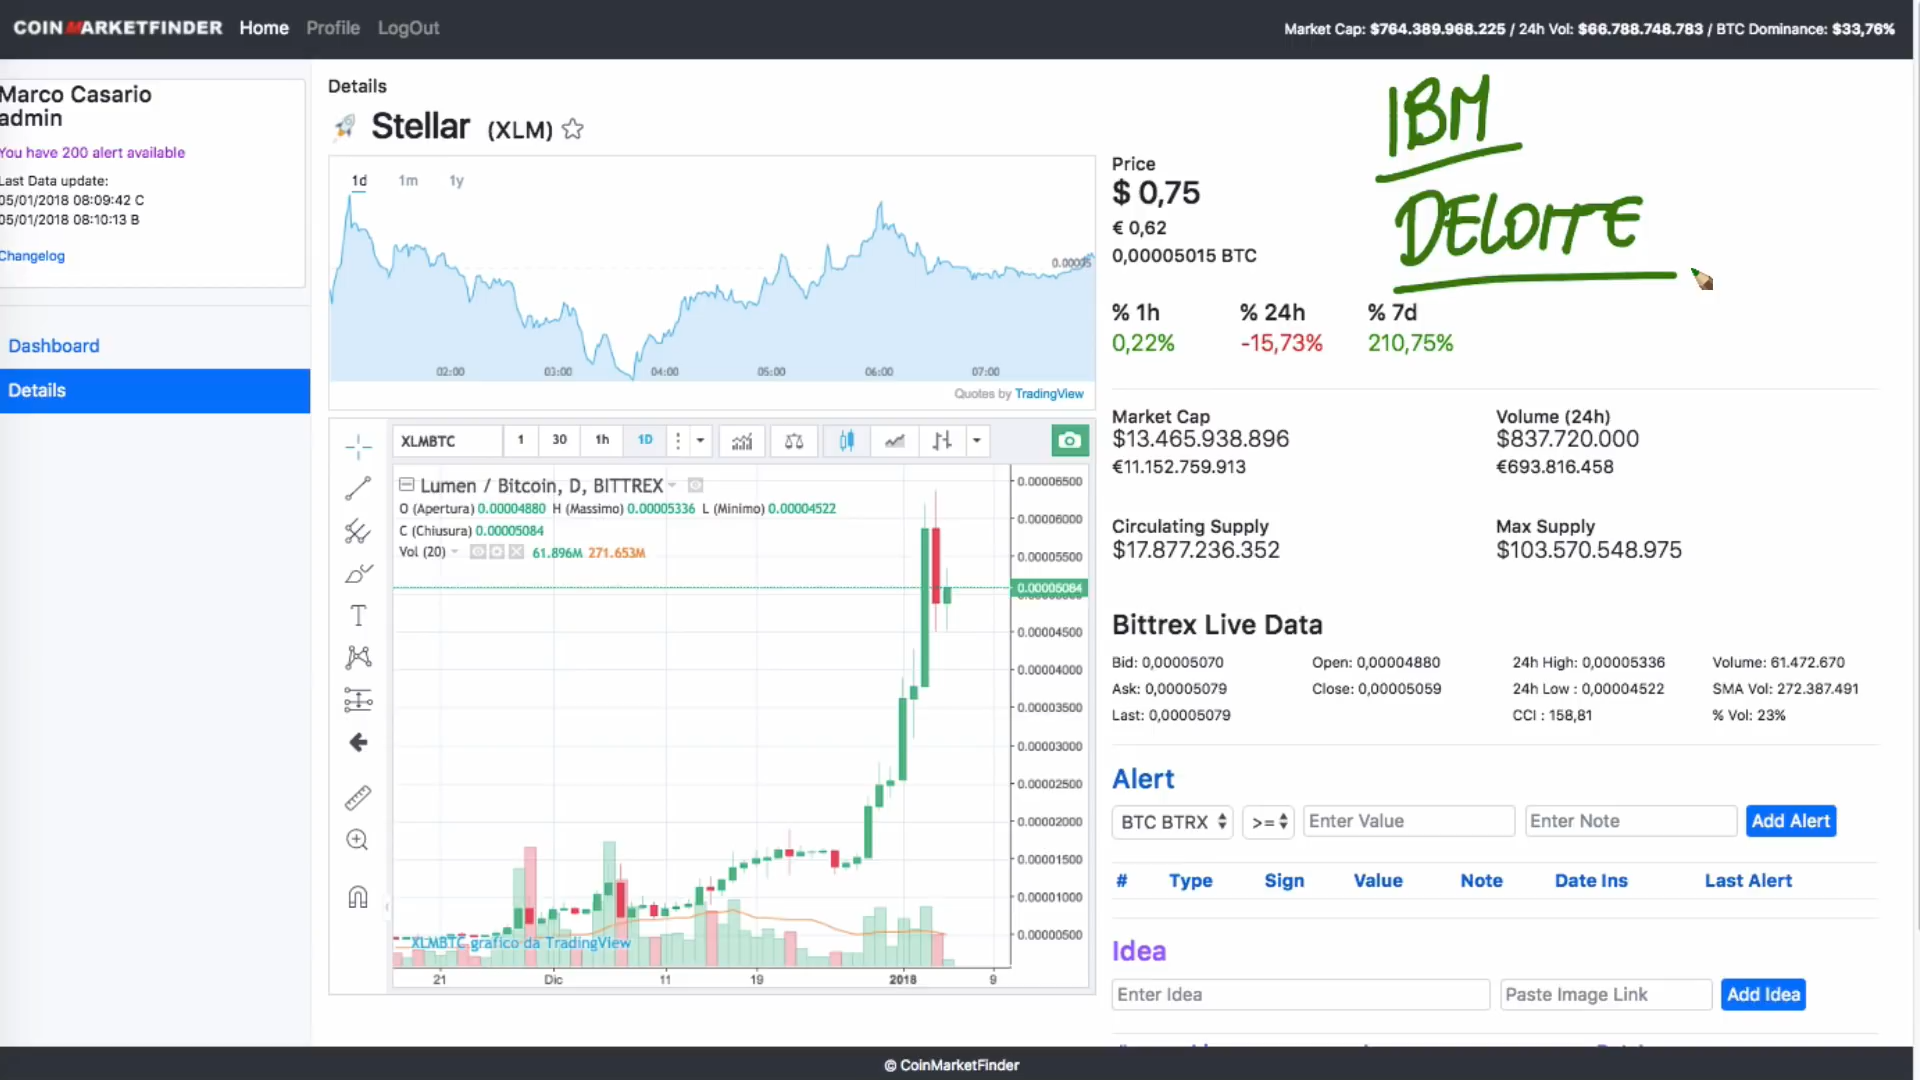 COINMARKETFINDER Home Profile LogOut
Market Cap: $764.389.968.225 / 24h Vol: $66.788.748.783 / BTC Dominance: $33,76%
Marco Casario
admin
You have 200 alert available
Last Data update:
05/01/2018 08:09:42 C
05/01/2018 08:10:13 B
Changelog
Dashboard
Details
Details
Stellar (XLM)
1d 1m 1y
0.00005
02:00 03:00 04:00 05:00 06:00 07:00
Quotes by TradingView
XLMBTC 1 30 1h 1D
Lumen / Bitcoin, D, BITTREX
O (Apertura) 0.00004880 H (Massimo) 0.00005336 L (Minimo) 0.00004522
C (Chiusura) 0.00005084
Vol (20) 61.896M 271.653M
0.00006500
0.00006000
0.00005500
0.00005084
0.00004500
0.00004000
0.00003500
0.00003000
0.00002500
0.00002000
0.00001500
0.00001000
0.00000500
XLMBTC grafico da TradingView
21 Dic 11 19 2018 9
IBM
DELOITTE
Price
$ 0,75
€ 0,62
0,00005015 BTC
% 1h % 24h % 7d
0,22% -15,73% 210,75%
Market Cap Volume (24h)
$13.465.938.896 $837.720.000
€11.152.759.913 €693.816.458
Circulating Supply Max Supply
$17.877.236.352 $103.570.548.975
Bittrex Live Data
Bid: 0,00005070 Open: 0,00004880 24h High: 0,00005336 Volume: 61.472.670
Ask: 0,00005079 Close: 0,00005059 24h Low : 0,00004522 SMA Vol: 272.387.491
Last: 0,00005079 CCI : 158,81 % Vol: 23%
Alert
BTC BTRX >= Enter Value Enter Note Add Alert
# Type Sign Value Note Date Ins Last Alert
Idea
Enter Idea Paste Image Link Add Idea
© CoinMarketFinder